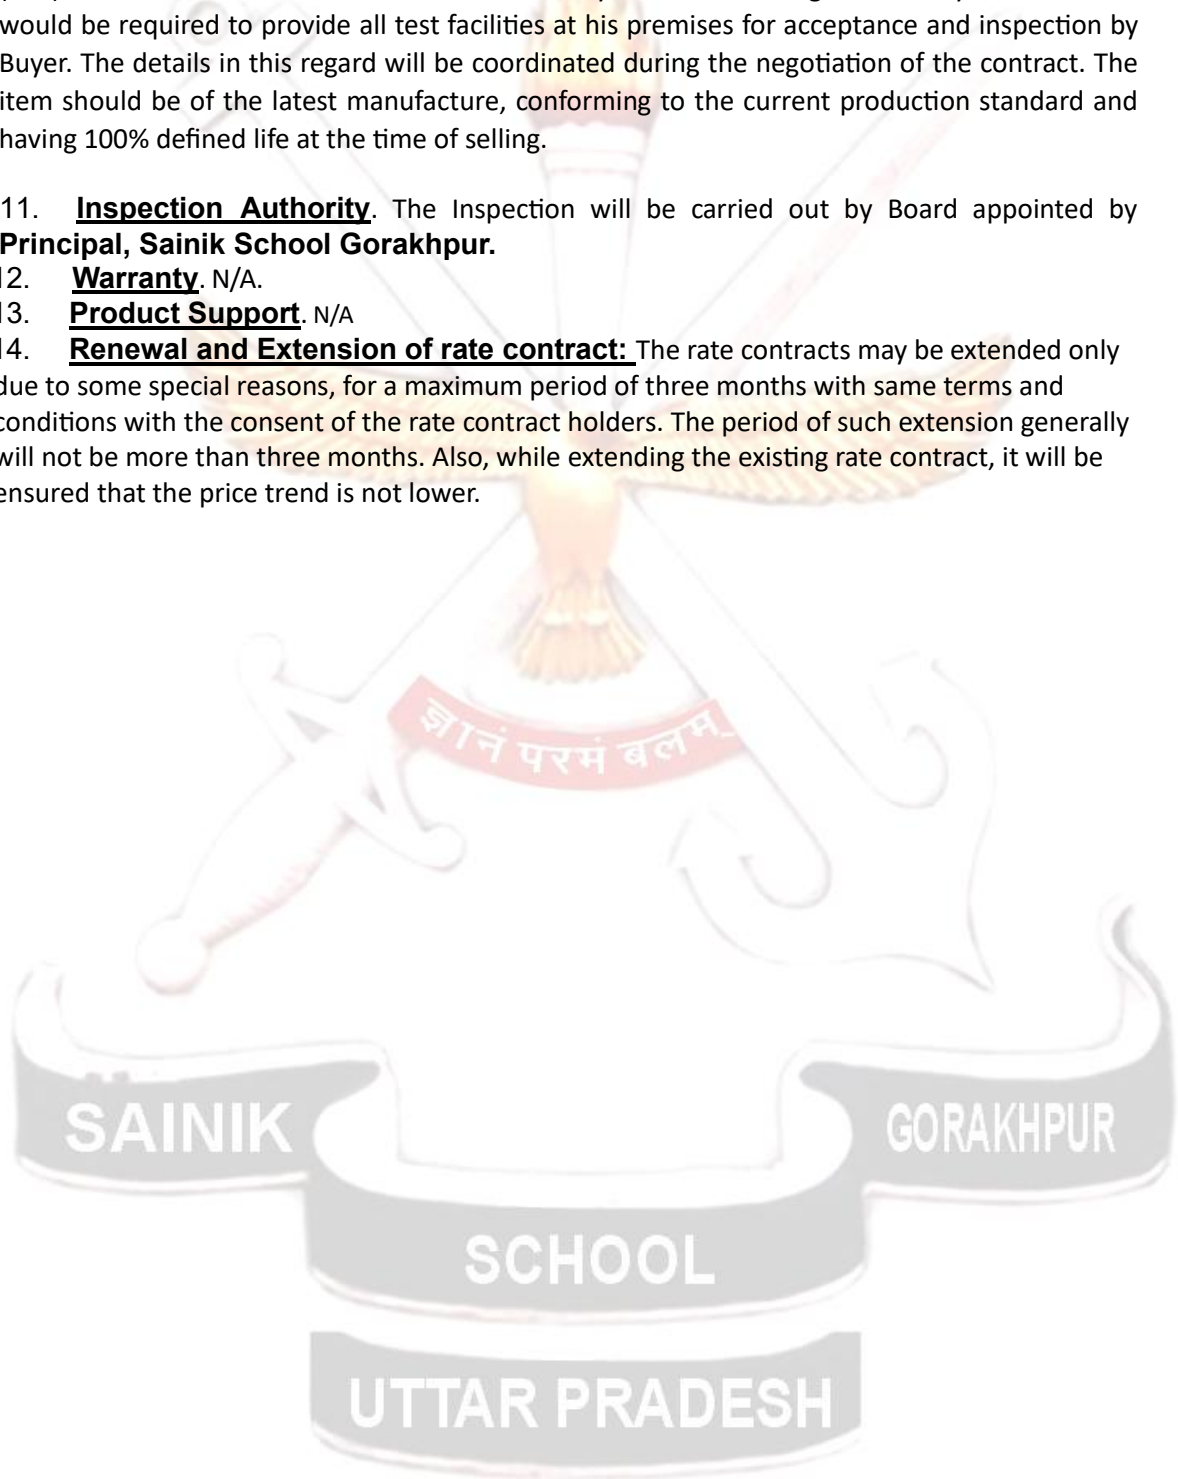 would be required to provide all test facilities at his premises for acceptance and inspection by
Buyer. The details in this regard will be coordinated during the negotiation of the contract. The
item should be of the latest manufacture, conforming to the current production standard and
having 100% defined life at the time of selling.
11. Inspection Authority. The Inspection will be carried out by Board appointed by
Principal, Sainik School Gorakhpur.
12. Warranty. N/A.
13. Product Support. N/A
14. Renewal and Extension of rate contract: The rate contracts may be extended only
due to some special reasons, for a maximum period of three months with same terms and
conditions with the consent of the rate contract holders. The period of such extension generally
will not be more than three months. Also, while extending the existing rate contract, it will be
ensured that the price trend is not lower.
ज्ञानं परमं बलम्
SAINIK
GORAKHPUR
SCHOOL
UTTAR PRADESH